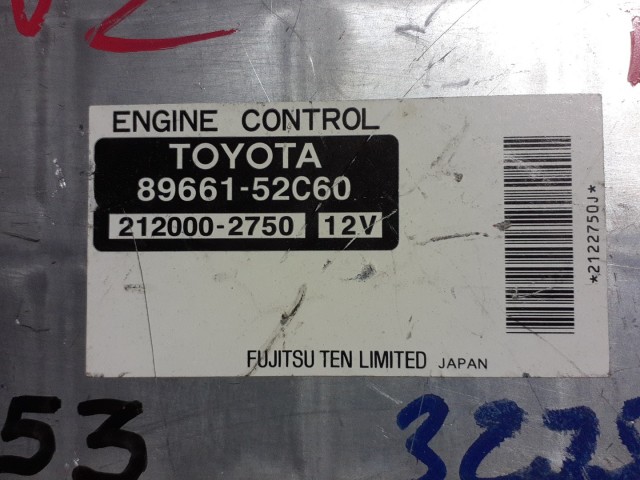 ENGINE CONTROL
TOYOTA
89661-52C60
212000-2750 12V
*2122750J*
FUJITSU TEN LIMITED JAPAN
53